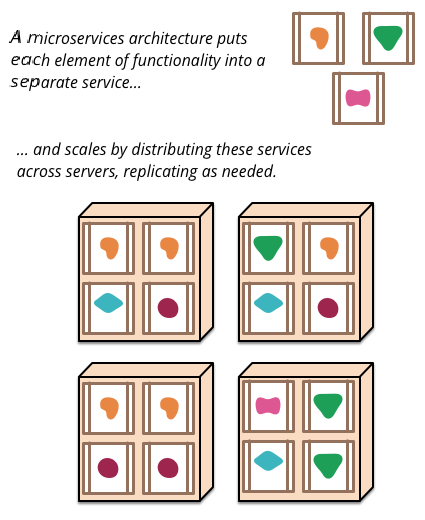 A microservices architecture puts
each element of functionality into a
separate service...
... and scales by distributing these services
across servers, replicating as needed.